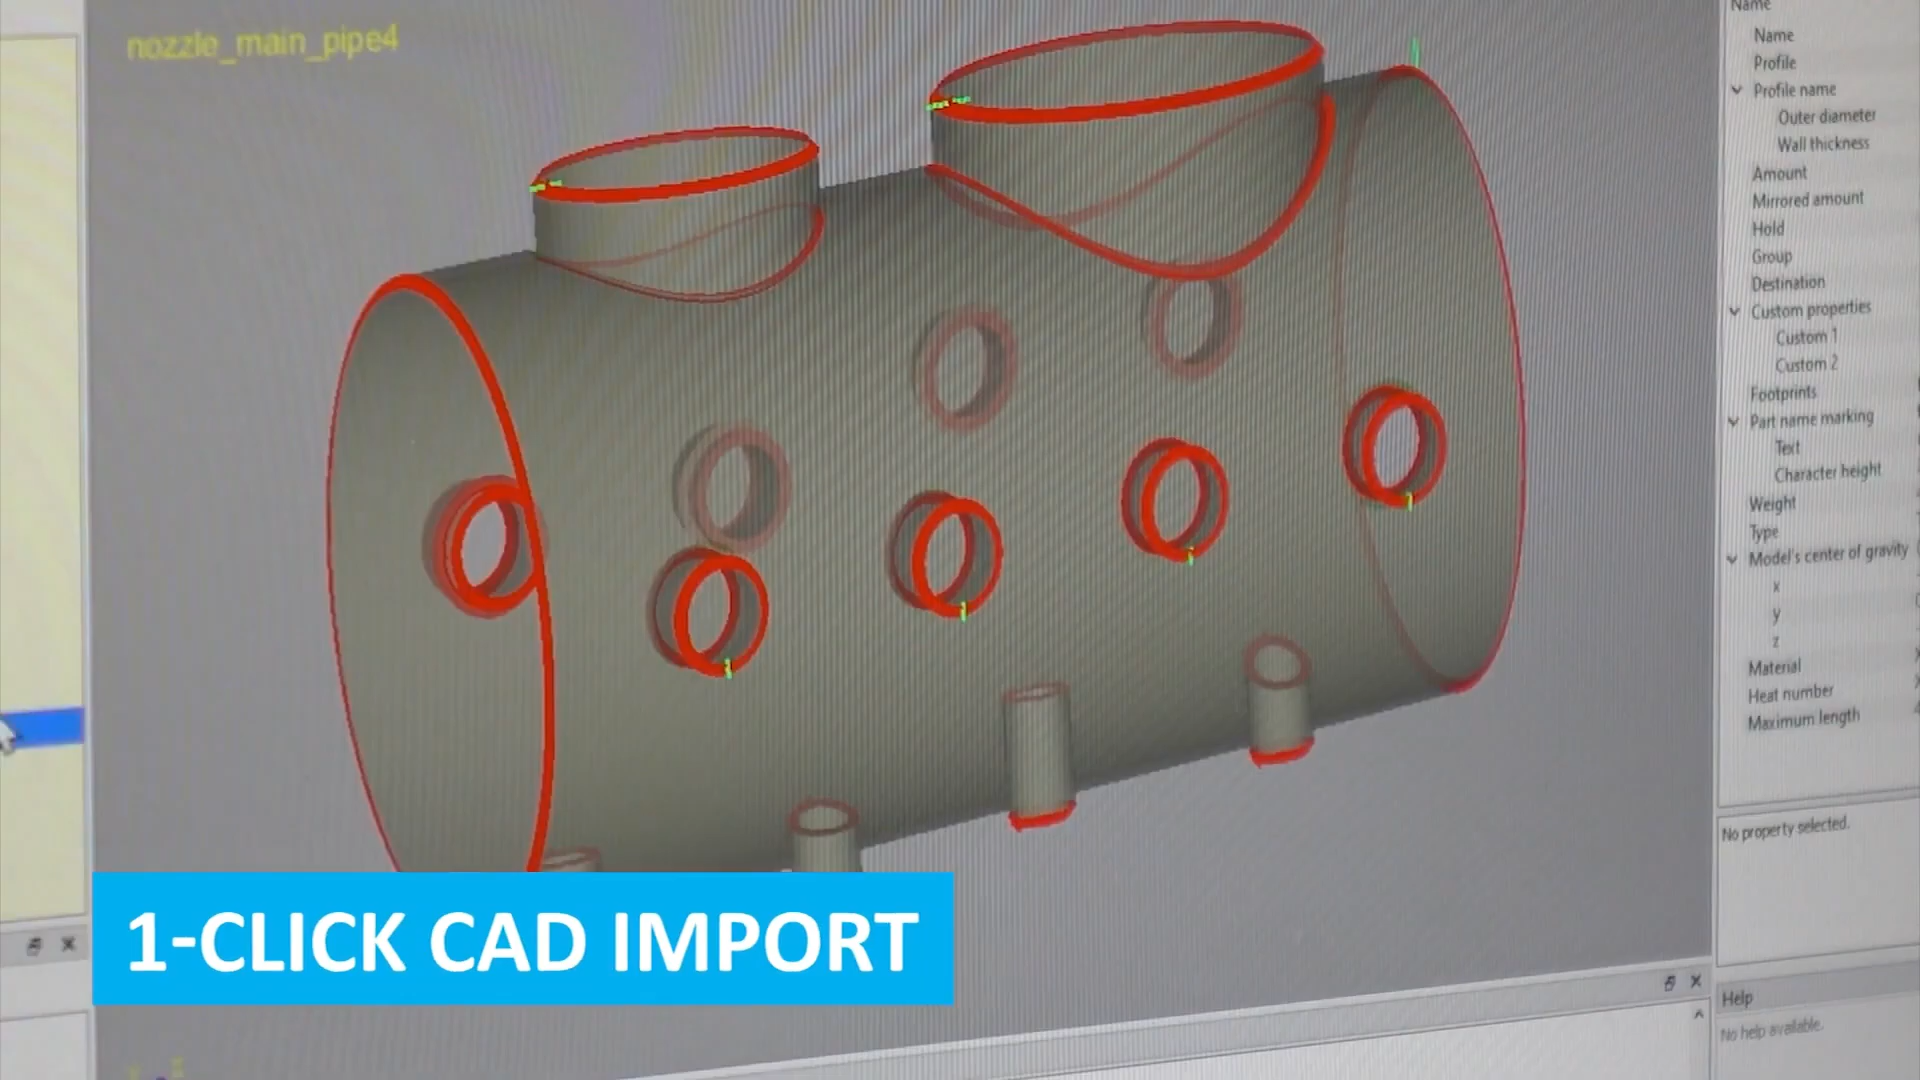 nozzle_main_pipe4
Name
Name
Profile
Profile name
Outer diameter
Wall thickness
Amount
Mirrored amount
Hold
Group
Destination
Custom properties
Custom 1
Custom 2
Footprints
Part name marking
Text
Character height
Weight
Type
Model's center of gravity
x
y
z
Material
Heat number
Maximum length
No property selected.
Help
No help available.
1-CLICK CAD IMPORT